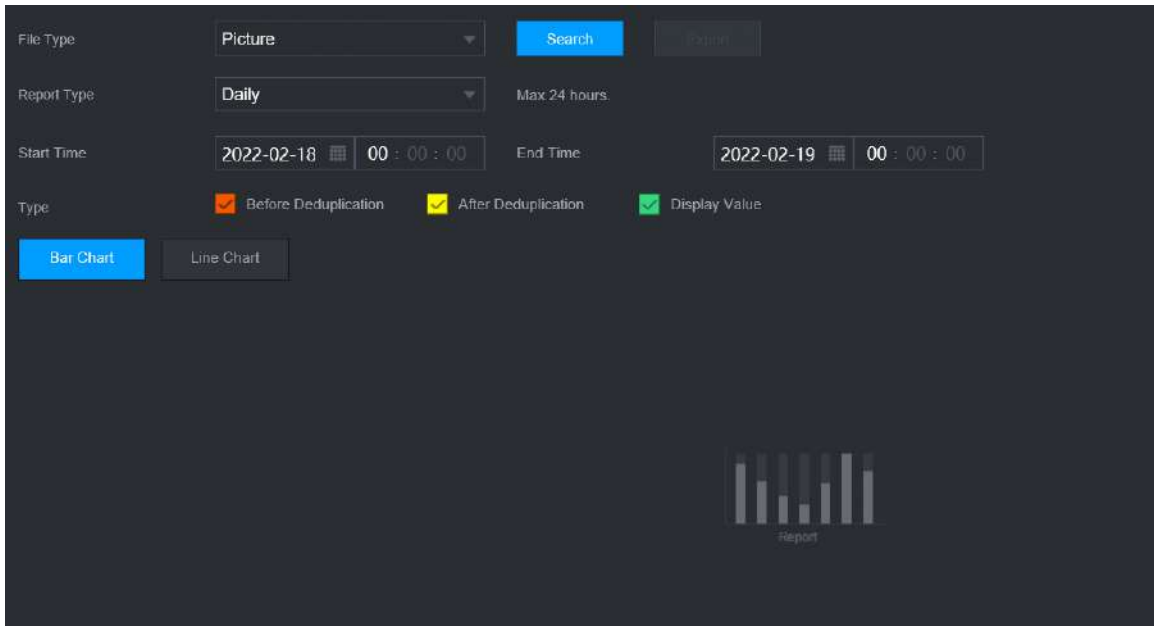 File Type Picture Search Export
Report Type Daily Max 24 hours.
Start Time 2022-02-18 00 : 00 : 00 End Time 2022-02-19 00 : 00 : 00
Type Before Deduplication After Deduplication Display Value
Bar Chart Line Chart
Report